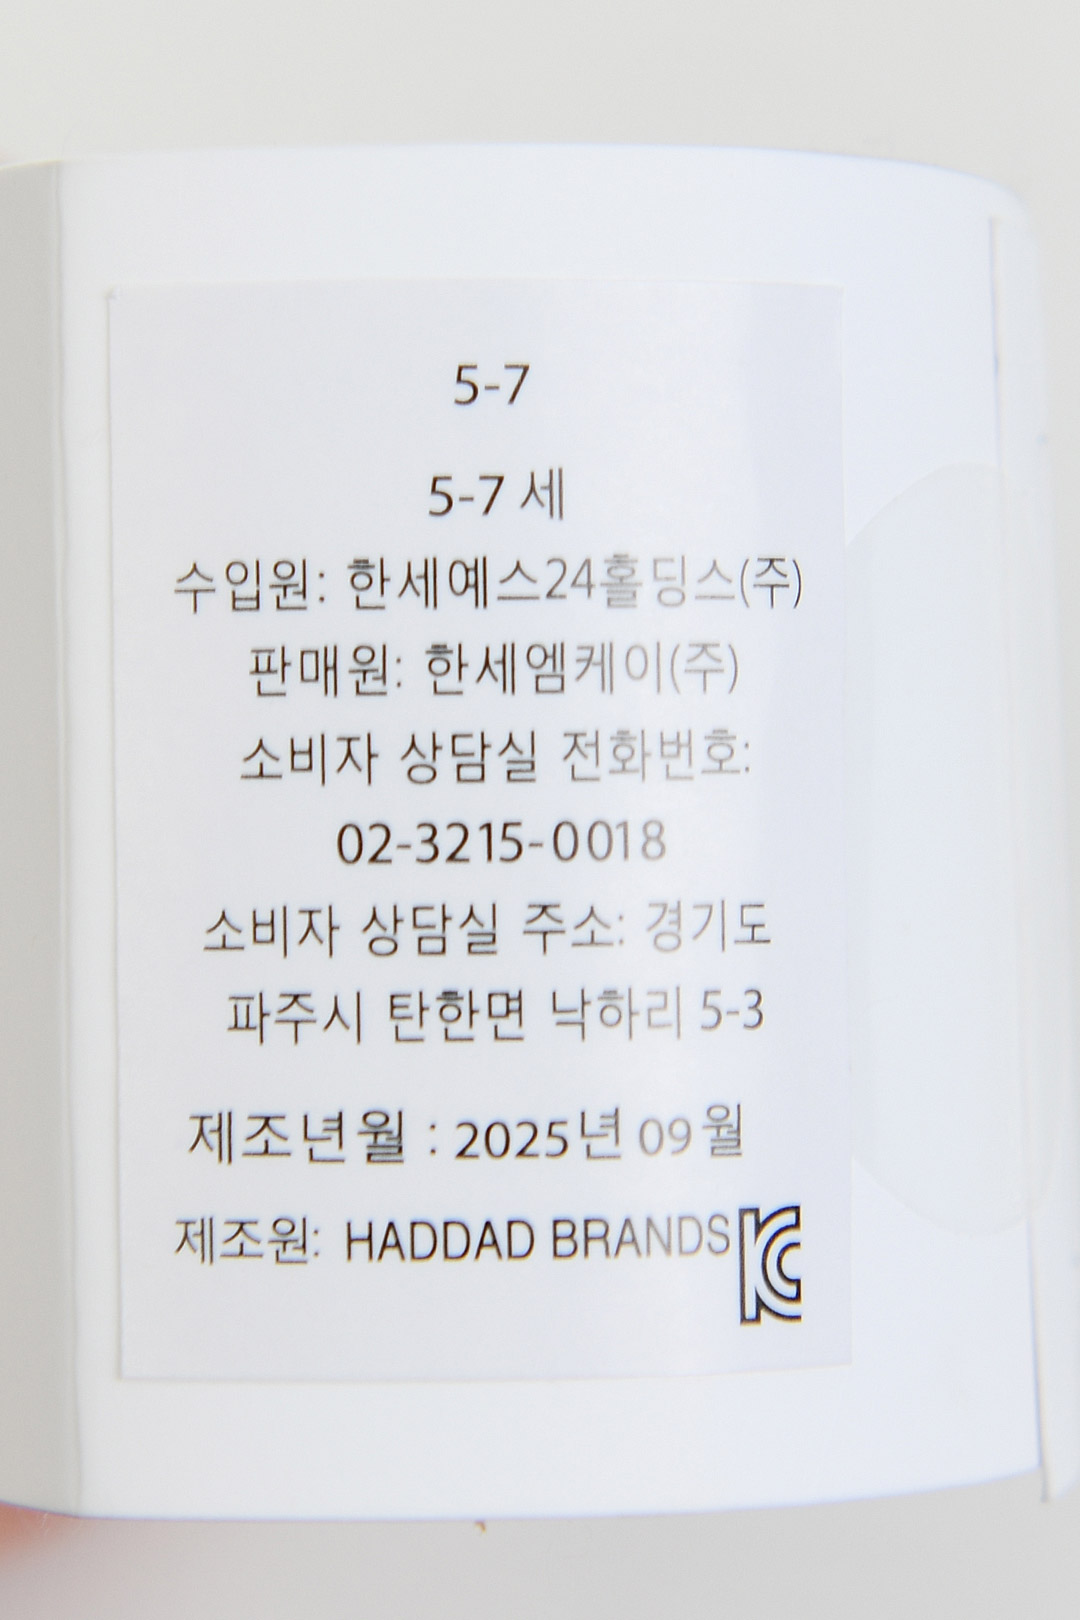 5-7
5-7 세
수입원: 한세예스24홀딩스(주)
판매원: 한세엠케이(주)
소비자 상담실 전화번호:
02-3215-0018
소비자 상담실 주소: 경기도
파주시 탄한면 낙하리 5-3
제조년월 : 2025년 09월
제조원: HADDAD BRANDS
KC